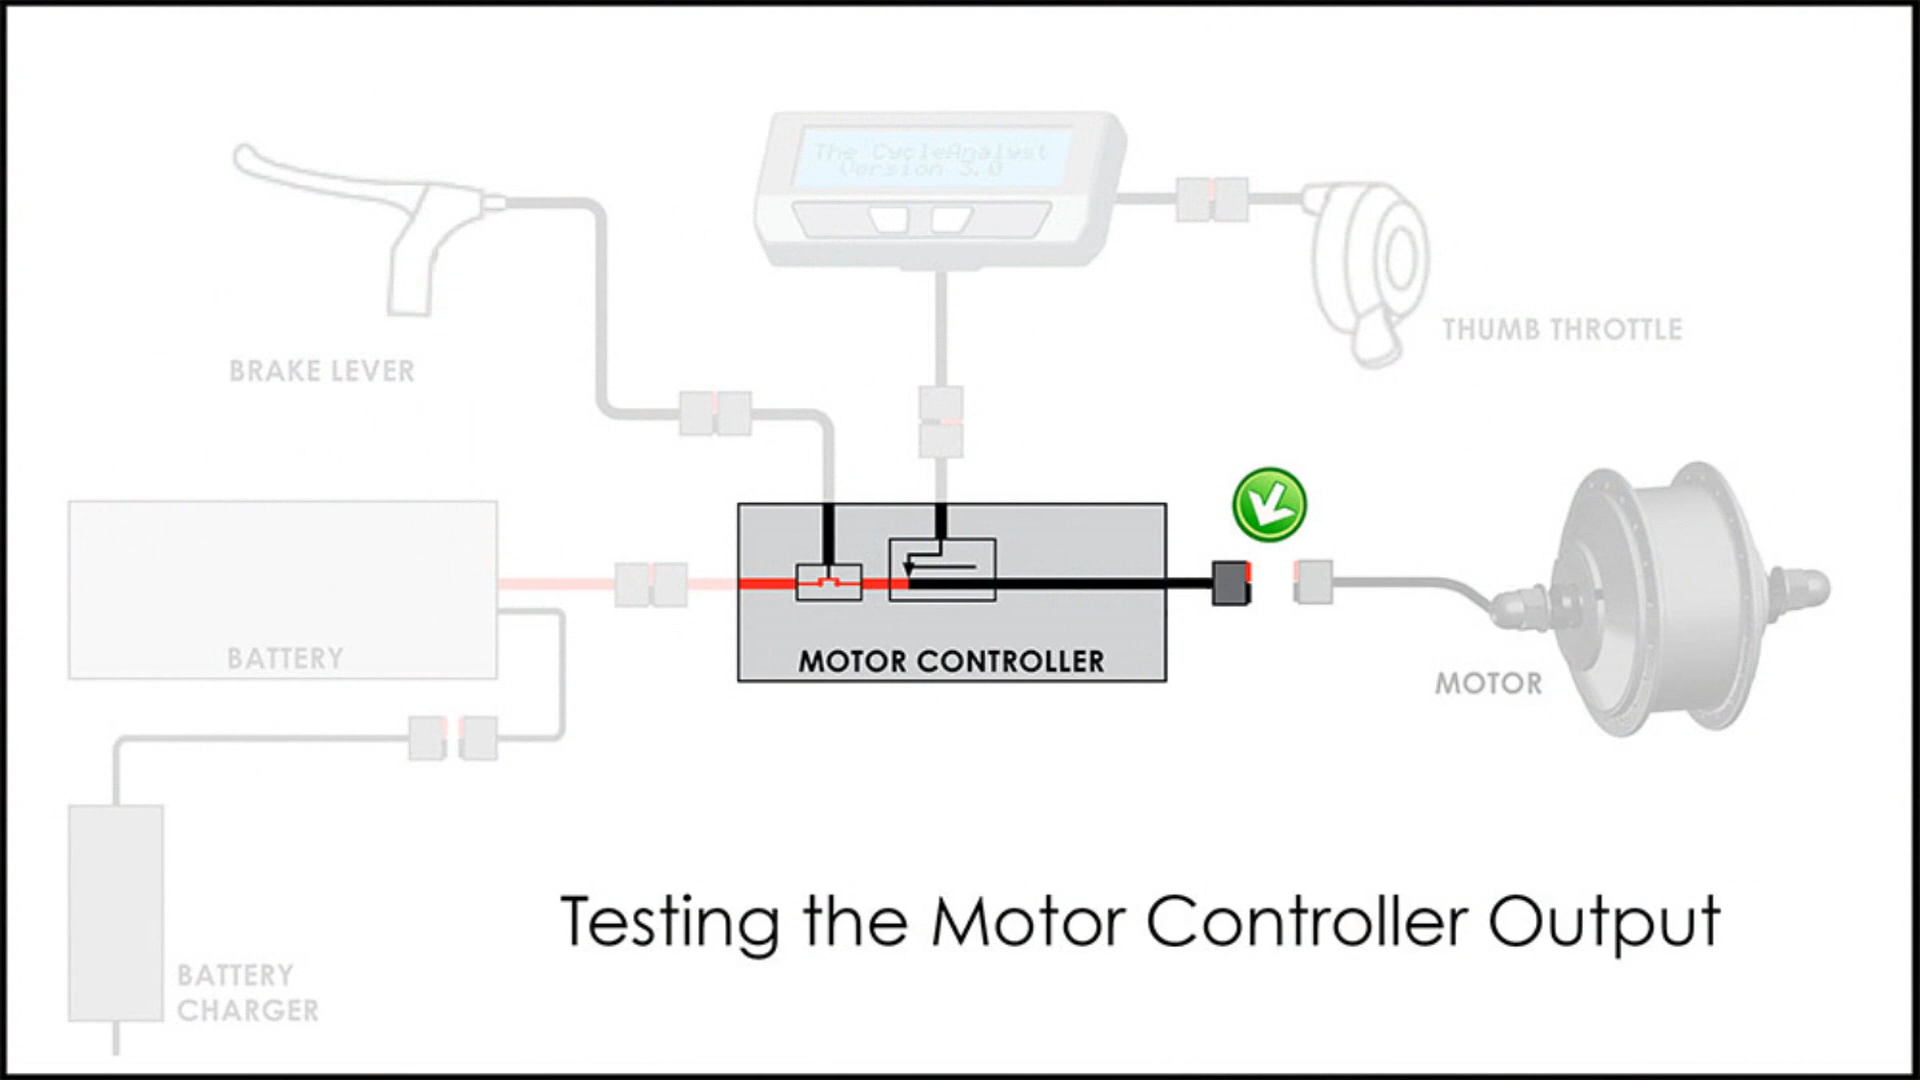 The CycleAnalyst
Version 3.0
THUMB THROTTLE
BRAKE LEVER
BATTERY
MOTOR CONTROLLER
MOTOR
Testing the Motor Controller Output
BATTERY
CHARGER